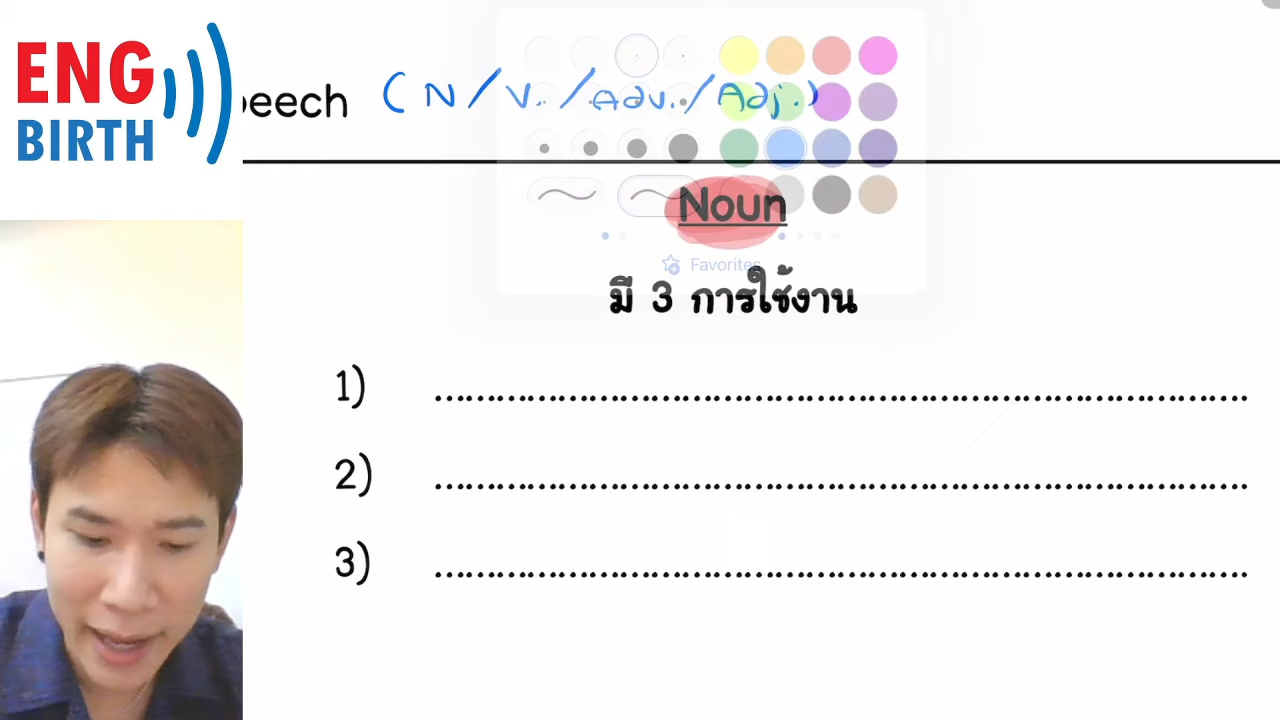 ENG
BIRTH
peech (N/V./Adv./Adj.)
Noun
Favorites
มี 3 การใช้งาน
1) ................................................................................
2) ................................................................................
3) ................................................................................